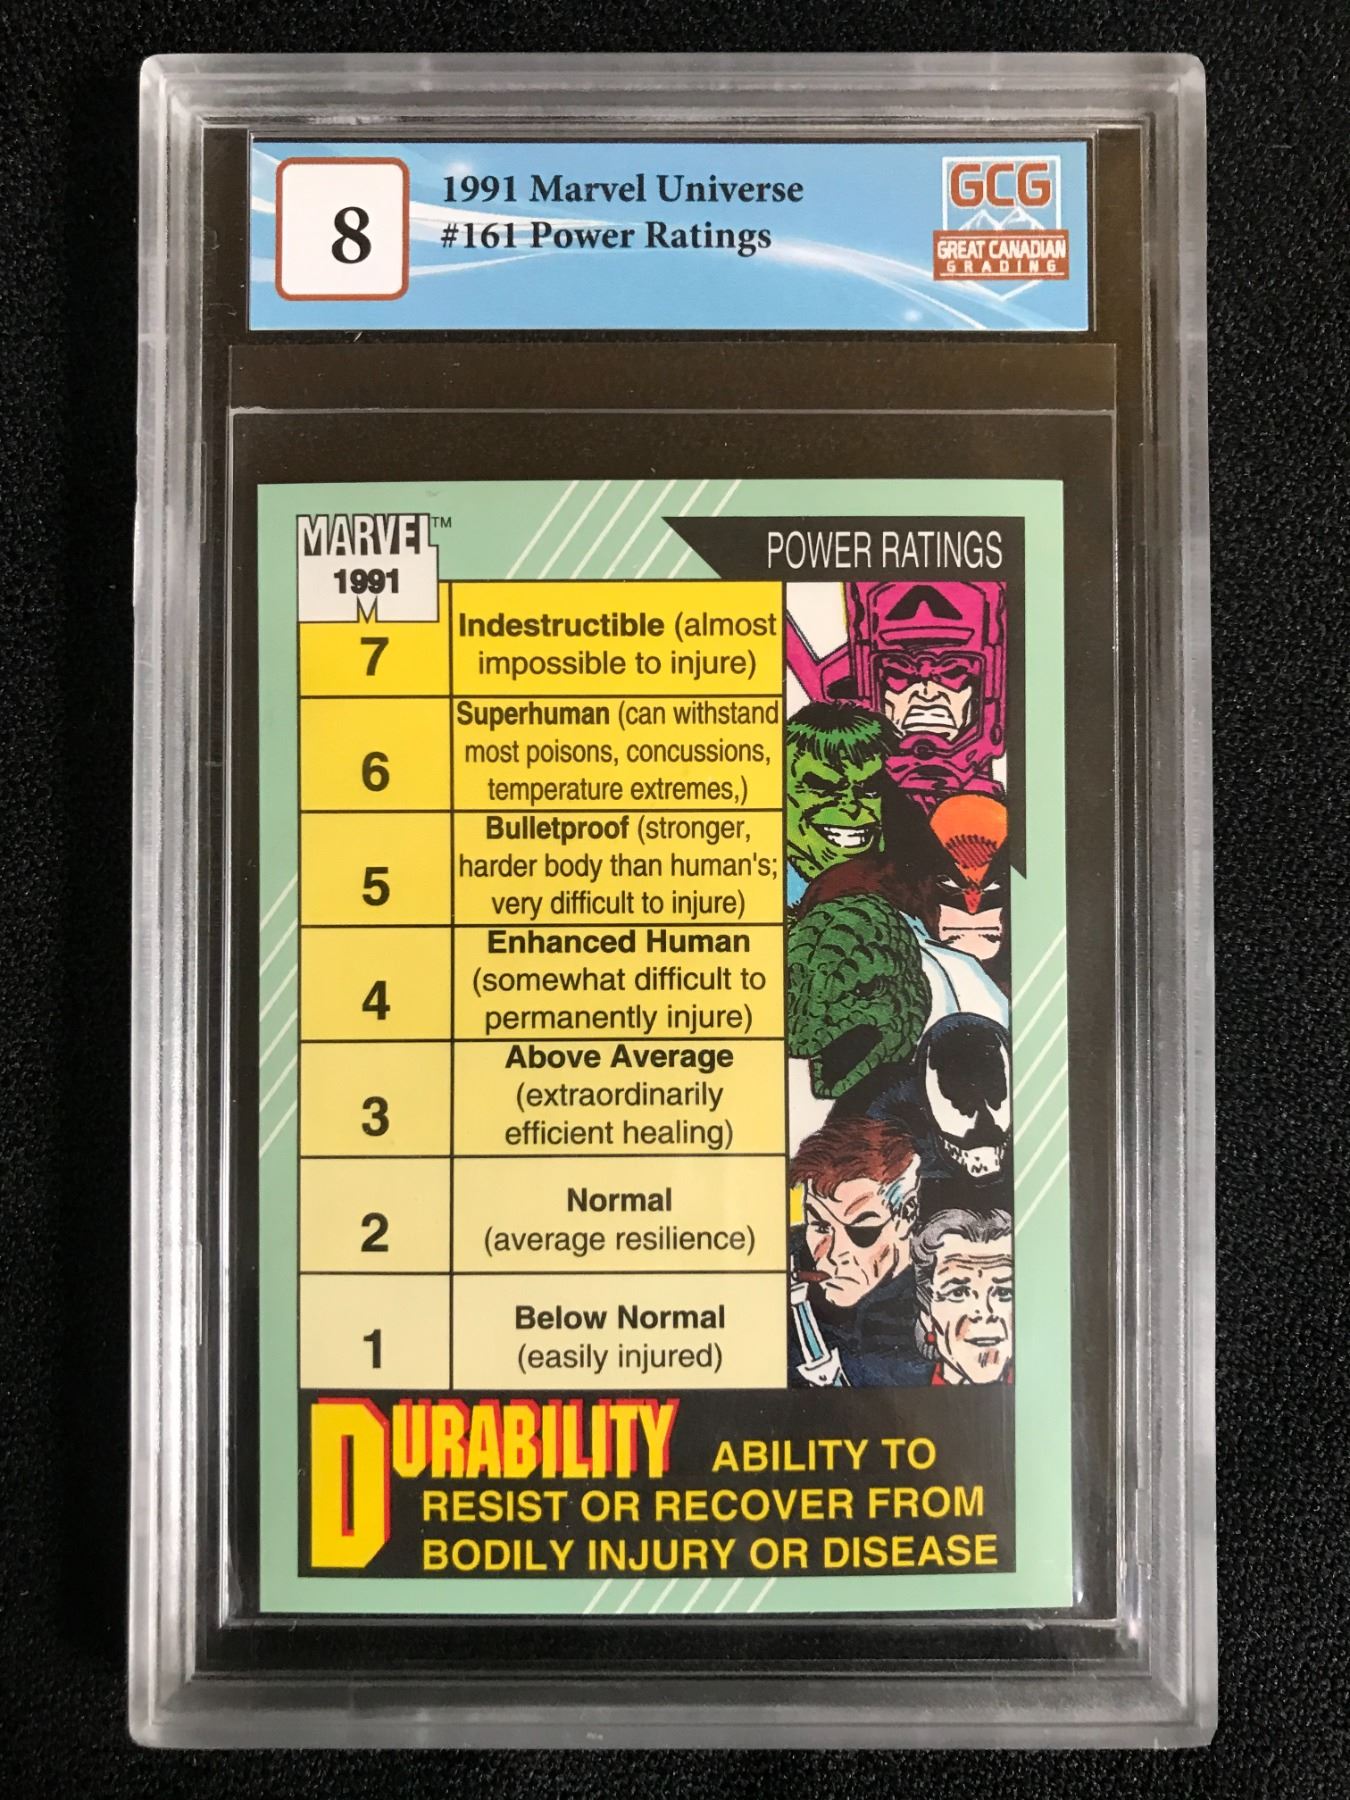 8
1991 Marvel Universe
#161 Power Ratings
GCG
GREAT CANADIAN
GRADING
MARVEL™
1991
POWER RATINGS
7
Indestructible (almost
impossible to injure)
6
Superhuman (can withstand
most poisons, concussions,
temperature extremes,)
5
Bulletproof (stronger,
harder body than human's;
very difficult to injure)
4
Enhanced Human
(somewhat difficult to
permanently injure)
3
Above Average
(extraordinarily
efficient healing)
2
Normal
(average resilience)
1
Below Normal
(easily injured)
DURABILITY ABILITY TO
RESIST OR RECOVER FROM
BODILY INJURY OR DISEASE